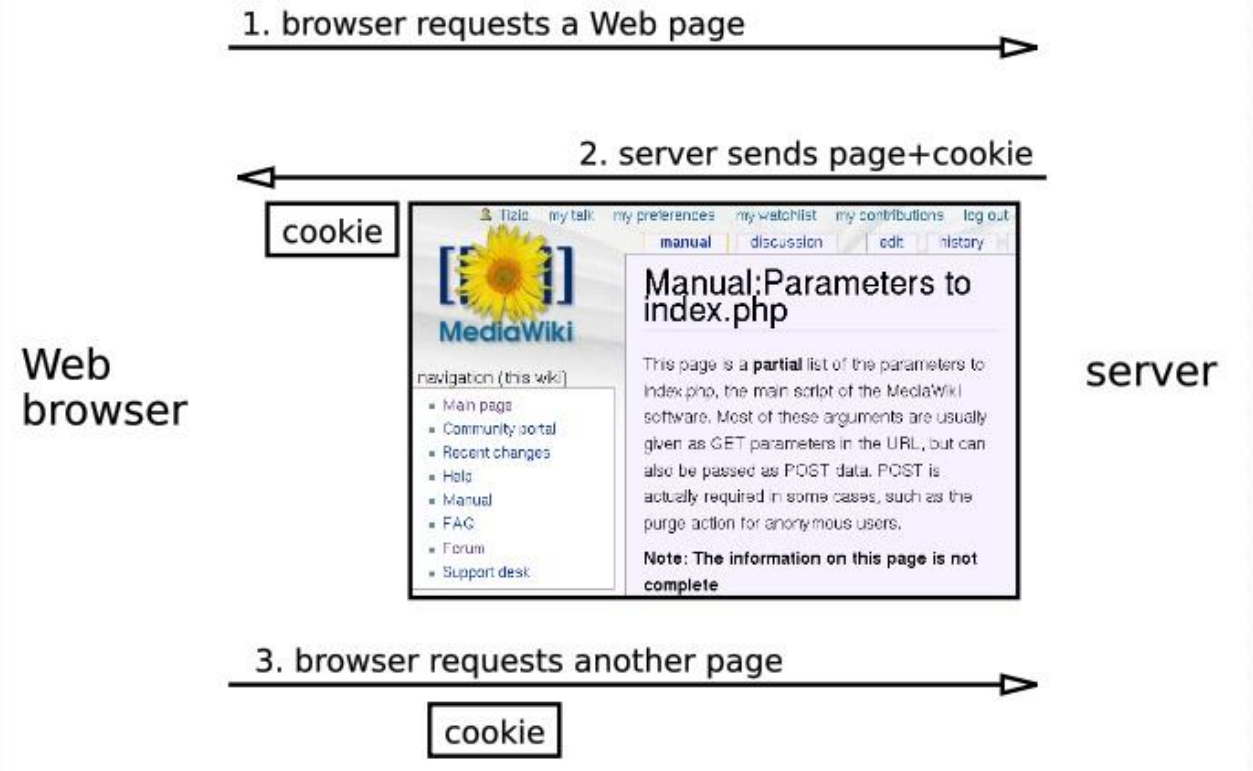 1. browser requests a Web page
2. server sends page+cookie
cookie
Tizio my talk my preferences my watchlist my contributions log out
manual discussion edit history
MediaWiki
Manual:Parameters to
index.php
Web
browser
server
navigation (this wiki)
Main page
Community portal
Recent changes
Help
Manual
FAQ
Forum
Support desk
This page is a partial list of the parameters to
index.php, the main script of the MediaWiki
software. Most of these arguments are usually
given as GET parameters in the URL, but can
also be passed as POST data. POST is
actually required in some cases, such as the
purge action for anonymous users.
Note: The information on this page is not
complete
3. browser requests another page
cookie